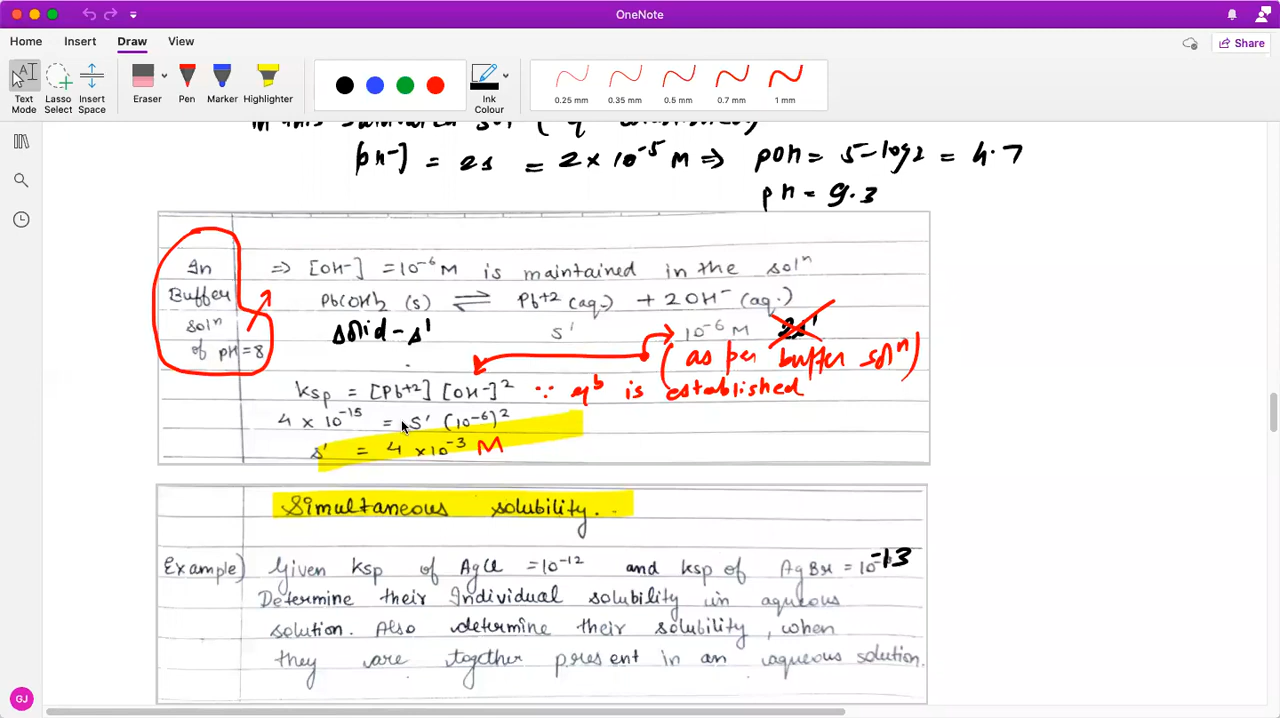 OneNote
Home Insert Draw View
Share
Text Mode
Lasso Select
Insert Space
Eraser
Pen
Marker
Highlighter
Ink Colour
0.25 mm
0.35 mm
0.5 mm
0.7 mm
1 mm
[OH-] = 2s = 2×10⁻⁵ M ⇒ pOH = 5-log2 = 4.7
pH = 9.3
In Buffer solⁿ of pH=8
⇒ [OH-] = 10⁻⁶M is maintained in the solⁿ
Pb(OH)₂ (s) ⇌ Pb+2 (aq.) + 2OH⁻ (aq.)
solid-s' s' 10⁻⁶ M 2s'
(as per buffer solⁿ)
ksp = [Pb+2] [OH-]² ∵ eqᵇ is established
4 × 10⁻¹⁵ = s' (10⁻⁶)²
s' = 4 ×10⁻³ M
Simultaneous solubility..
Example) Given ksp of AgCl =10⁻¹² and ksp of AgBr = 10⁻¹³
Determine their Individual solubility in aqueous
solution. Also determine their solubility, when
they are together present in an aqueous solution.
GJ